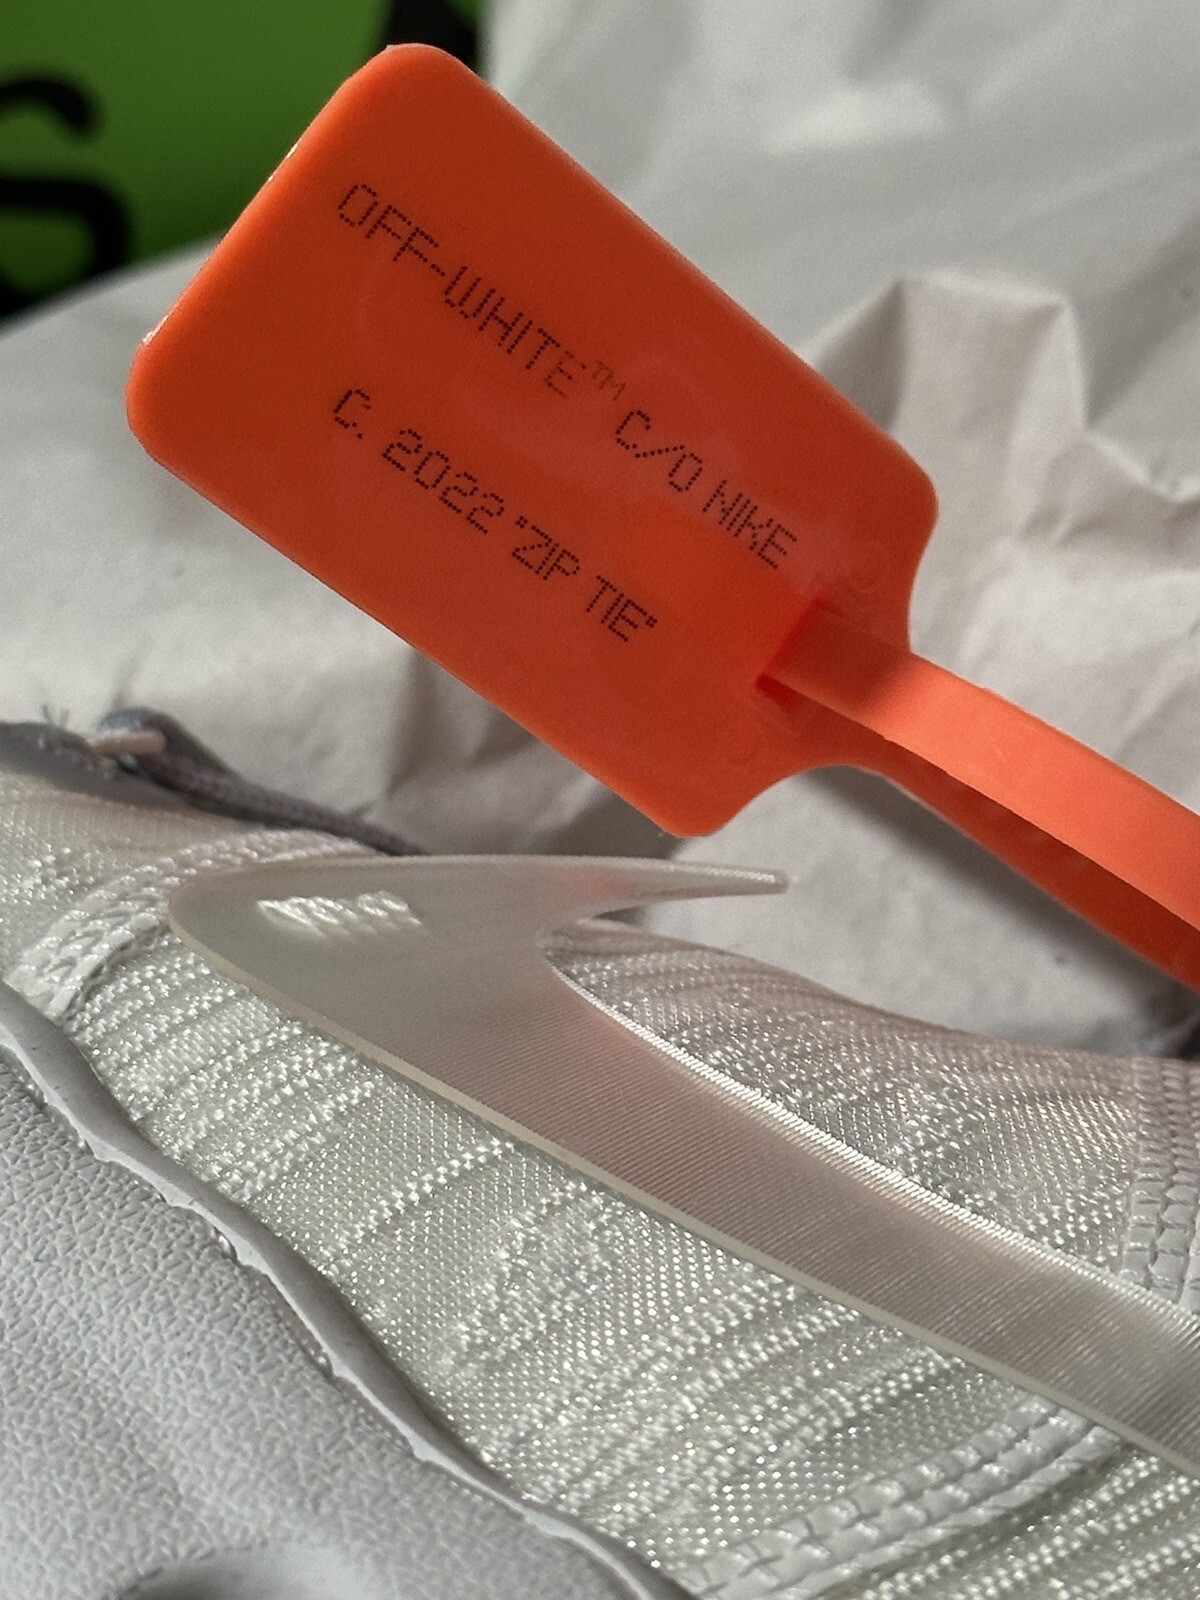 OFF-WHITE™ C/O NIKE
C. 2022 "ZIP TIE"
S